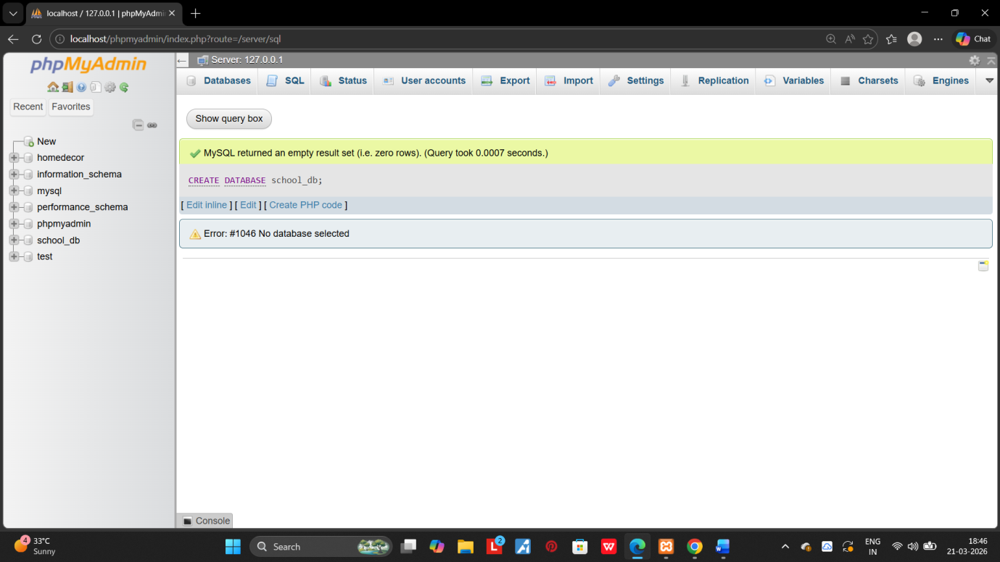 localhost / 127.0.0.1 | phpMyAdmi
localhost/phpmyadmin/index.php?route=/server/sql
Chat
phpMyAdmin
Recent
Favorites
New
homedecor
information_schema
mysql
performance_schema
phpmyadmin
school_db
test
Server: 127.0.0.1
Databases
SQL
Status
User accounts
Export
Import
Settings
Replication
Variables
Charsets
Engines
Show query box
MySQL returned an empty result set (i.e. zero rows). (Query took 0.0007 seconds.)
CREATE DATABASE school_db;
[ Edit inline ] [ Edit ] [ Create PHP code ]
Error: #1046 No database selected
Console
4
33°C
Sunny
Search
L 2
W
ENG
IN
18:46
21-03-2026